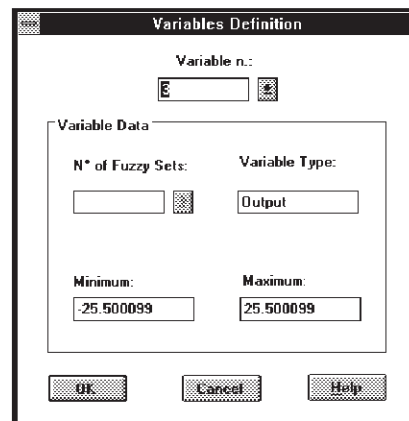 Variables Definition
Variable n.:
3
Variable Data
N° of Fuzzy Sets:
Variable Type:
Output
Minimum:
Maximum:
-25.500099
25.500099
OK
Cancel
Help